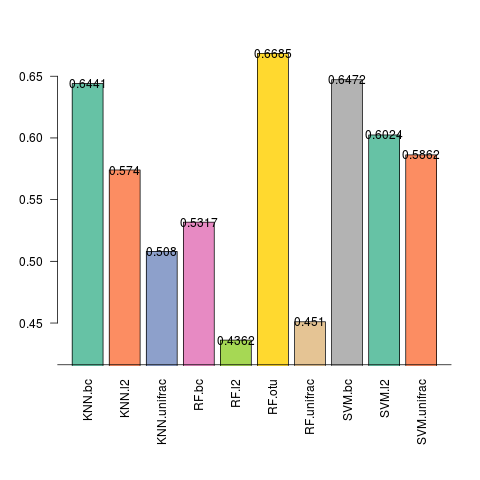 0.65
0.60
0.55
0.50
0.45
0.6441
0.574
0.508
0.5317
0.4362
0.6685
0.451
0.6472
0.6024
0.5862
KNN.bc
KNN.l2
KNN.unifrac
RF.bc
RF.l2
RF.otu
RF.unifrac
SVM.bc
SVM.l2
SVM.unifrac